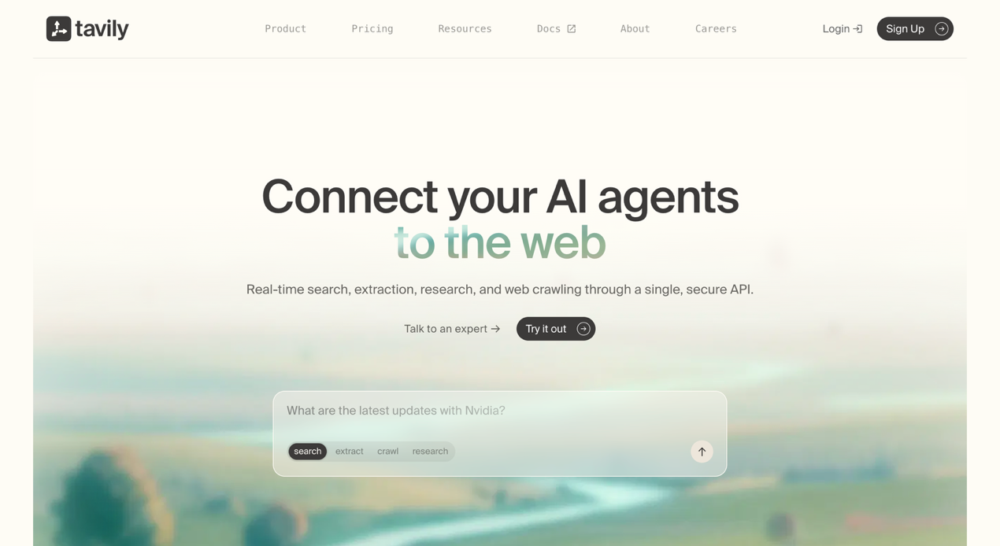 tavily
Product
Pricing
Resources
Docs
About
Careers
Login
Sign Up
Connect your AI agents
to the web
Real-time search, extraction, research, and web crawling through a single, secure API.
Talk to an expert
Try it out
What are the latest updates with Nvidia?
search
extract
crawl
research